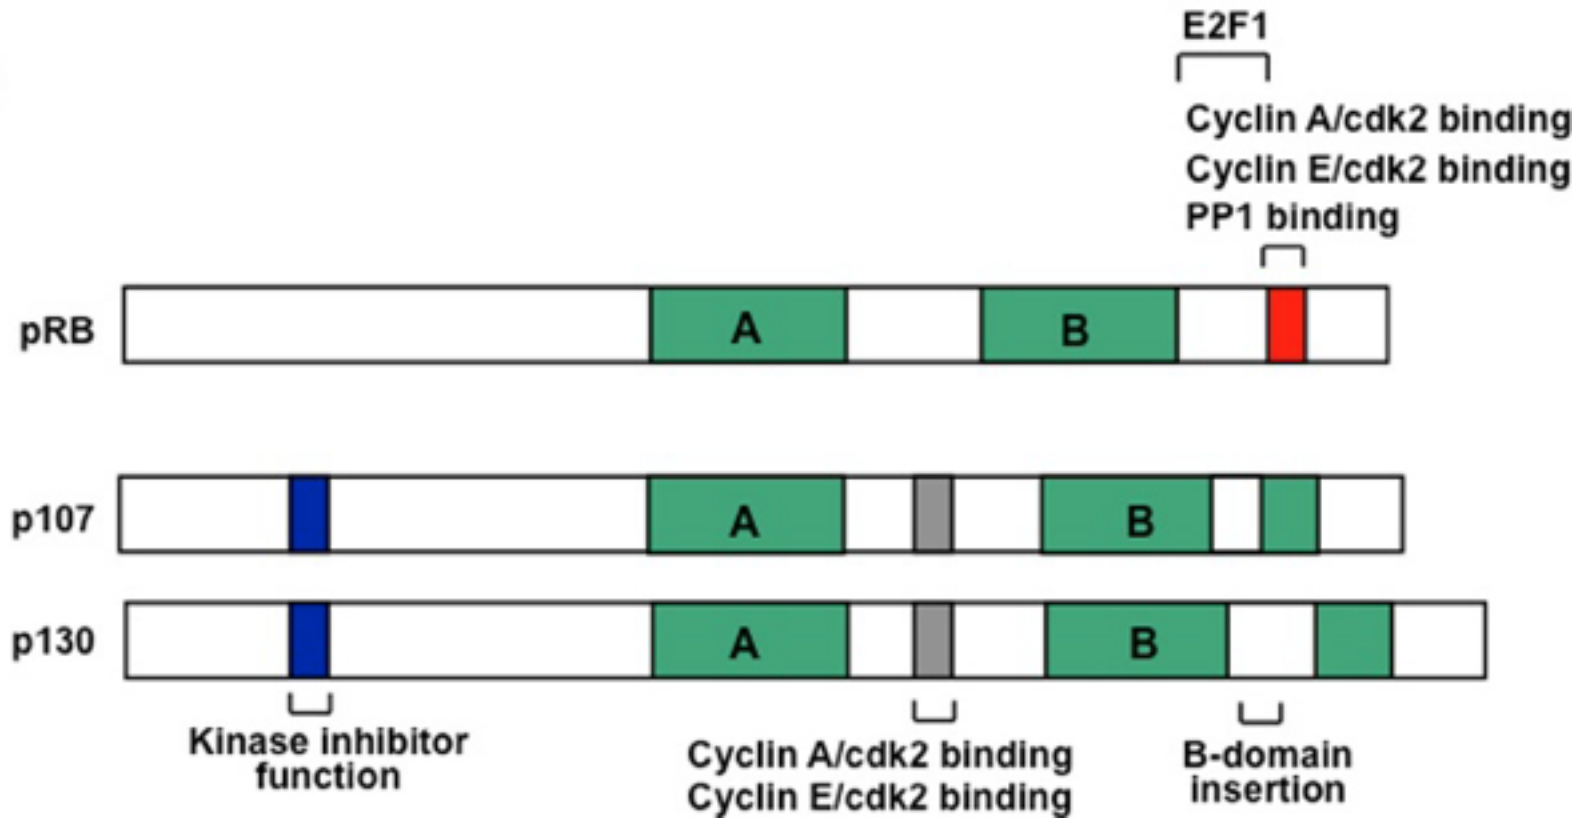 E2F1
Cyclin A/cdk2 binding
Cyclin E/cdk2 binding
PP1 binding
pRB
A
B
p107
A
B
p130
A
B
Kinase inhibitor
function
Cyclin A/cdk2 binding
Cyclin E/cdk2 binding
B-domain
insertion